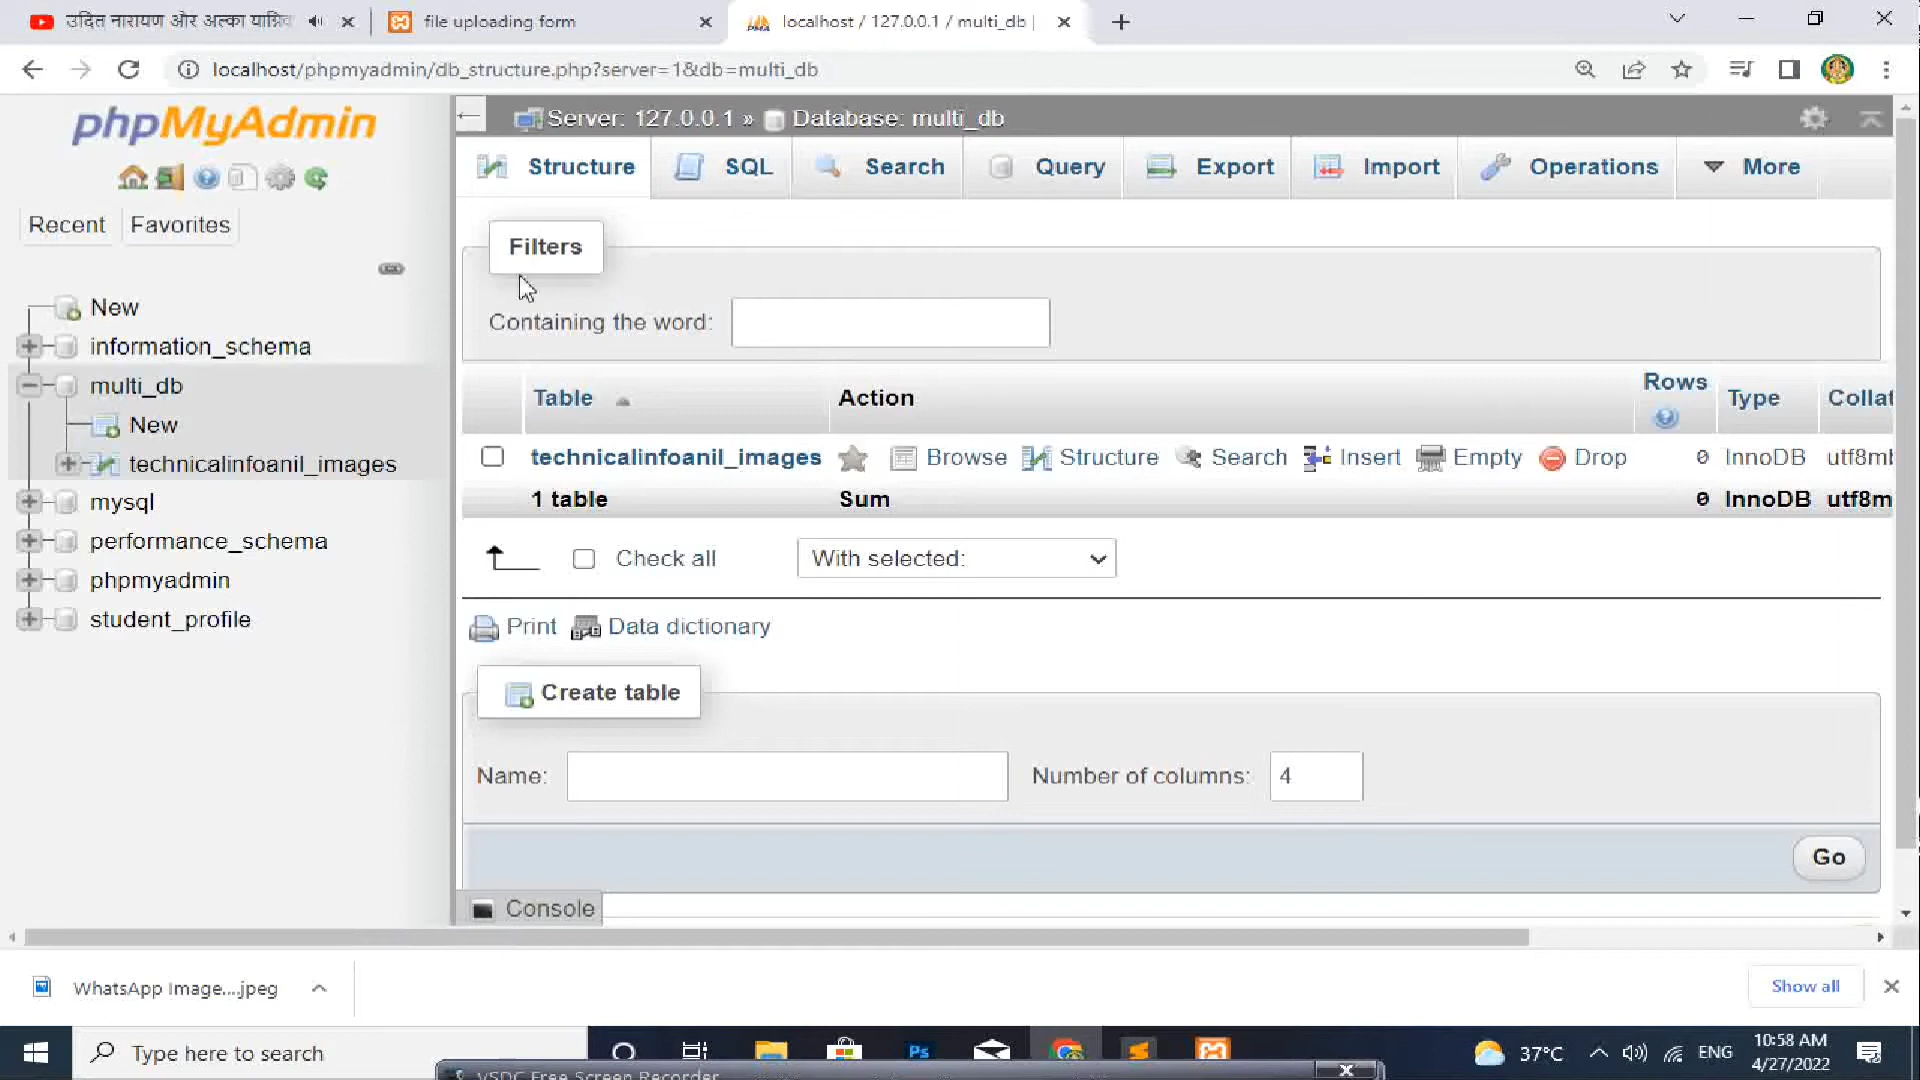 उदित नारायण और अल्का याग्नि
file uploading form
localhost / 127.0.0.1 / multi_db |
localhost/phpmyadmin/db_structure.php?server=1&db=multi_db
phpMyAdmin
Server: 127.0.0.1 » Database: multi_db
Structure SQL Search Query Export Import Operations More
Recent Favorites
Filters
Containing the word:
New
information_schema
multi_db
New
technicalinfoanil_images
mysql
performance_schema
phpmyadmin
student_profile
Table Action Rows Type Collat
technicalinfoanil_images Browse Structure Search Insert Empty Drop 0 InnoDB utf8mb
1 table Sum 0 InnoDB utf8m
Check all With selected:
Print Data dictionary
Create table
Name: Number of columns: 4
Go
Console
WhatsApp Image....jpeg
Show all
Type here to search
Ps
37°C ENG 10:58 AM
4/27/2022
VSDC Free Screen Recorder